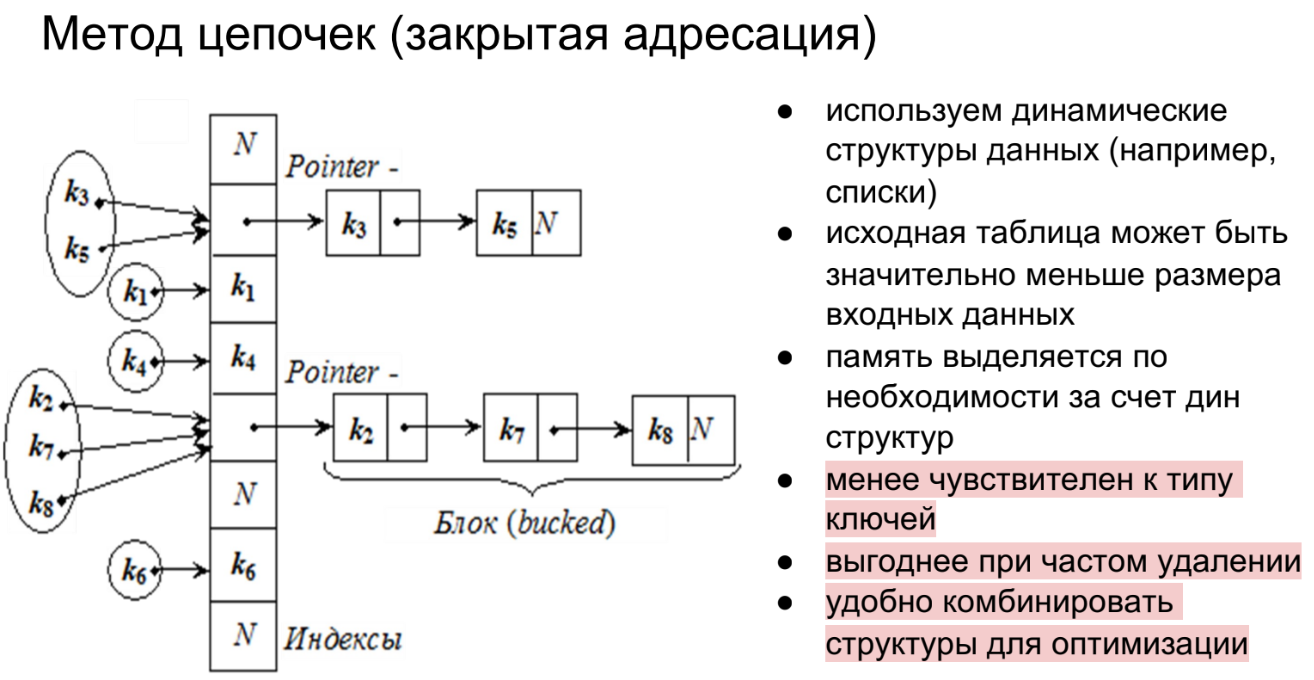 Метод цепочек (закрытая адресация)
N
Pointer -
k3
k5
k3
k5 N
k1
k1
k4
k4
Pointer -
k2
k7
k8
k2
k7
k8 N
N
Блок (bucked)
k6
k6
N
Индексы
● используем динамические
структуры данных (например,
списки)
● исходная таблица может быть
значительно меньше размера
входных данных
● память выделяется по
необходимости за счет дин
структур
● менее чувствителен к типу
ключей
● выгоднее при частом удалении
● удобно комбинировать
структуры для оптимизации